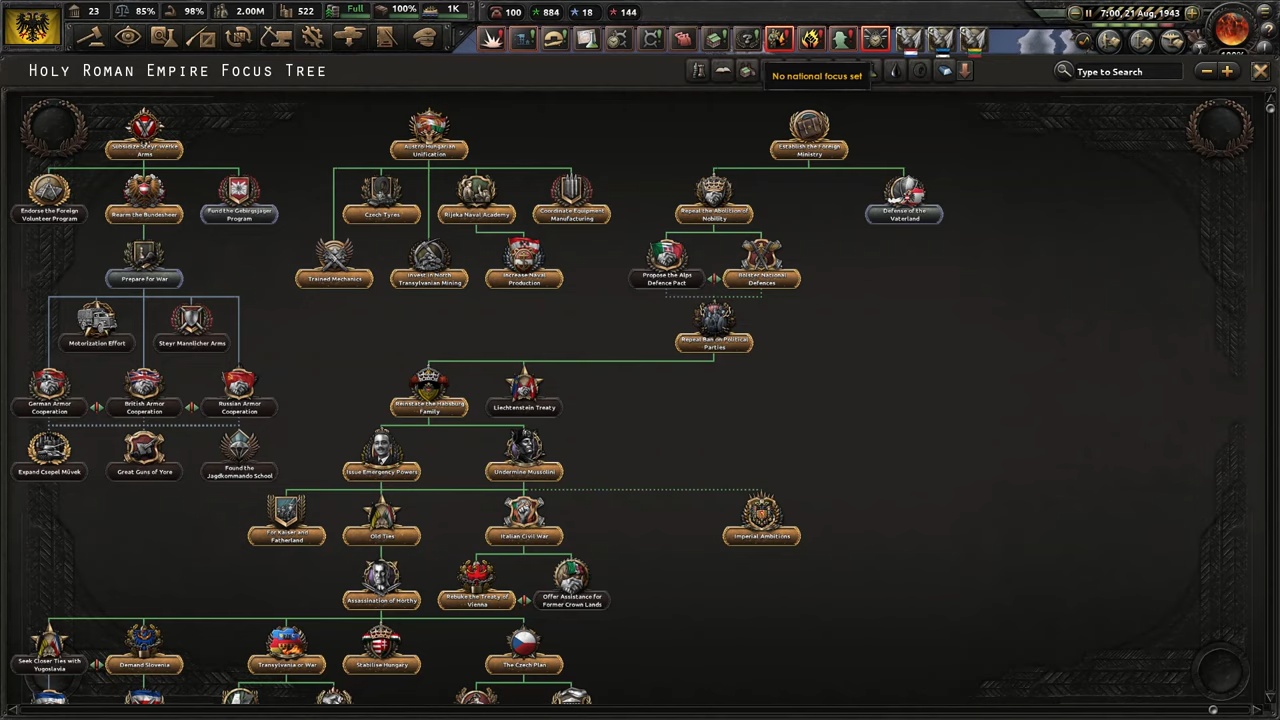 23
85%
98%
2.00M
522
Full
100%
1K
100
884
18
144
7:00, 21 Aug, 1943
100%
Holy Roman Empire Focus Tree
No national focus set
Type to Search
Subsidize Steyr-Werke
Arms
Austro-Hungarian
Unification
Establish the Foreign
Ministry
Endorse the Foreign
Volunteer Program
Rearm the Bundesheer
Fund the Gebirgsjäger
Program
Czech Tyres
Rijeka Naval Academy
Coordinate Equipment
Manufacturing
Repeal the Abolition of
Nobility
Defense of the
Vaterland
Prepare for War
Trained Mechanics
Invest in North
Transylvanian Mining
Increase Naval
Production
Propose the Alps
Defence Pact
Bolster National
Defences
Motorization Effort
Steyr Mannlicher Arms
Repeal Ban on Political
Parties
German Armor
Cooperation
British Armor
Cooperation
Russian Armor
Cooperation
Reinstate the Habsburg
Family
Liechtenstein Treaty
Expand Csepel Müvek
Great Guns of Yore
Found the
Jagdkommando School
Issue Emergency Powers
Undermine Mussolini
For Kaiser and
Fatherland
Old Ties
Italian Civil War
Imperial Ambitions
Assassination of Horthy
Rebuke the Treaty of
Vienna
Offer Assistance for
Former Crown Lands
Seek Closer Ties with
Yugoslavia
Demand Slovenia
Transylvania or War
Stabilise Hungary
The Czech Plan